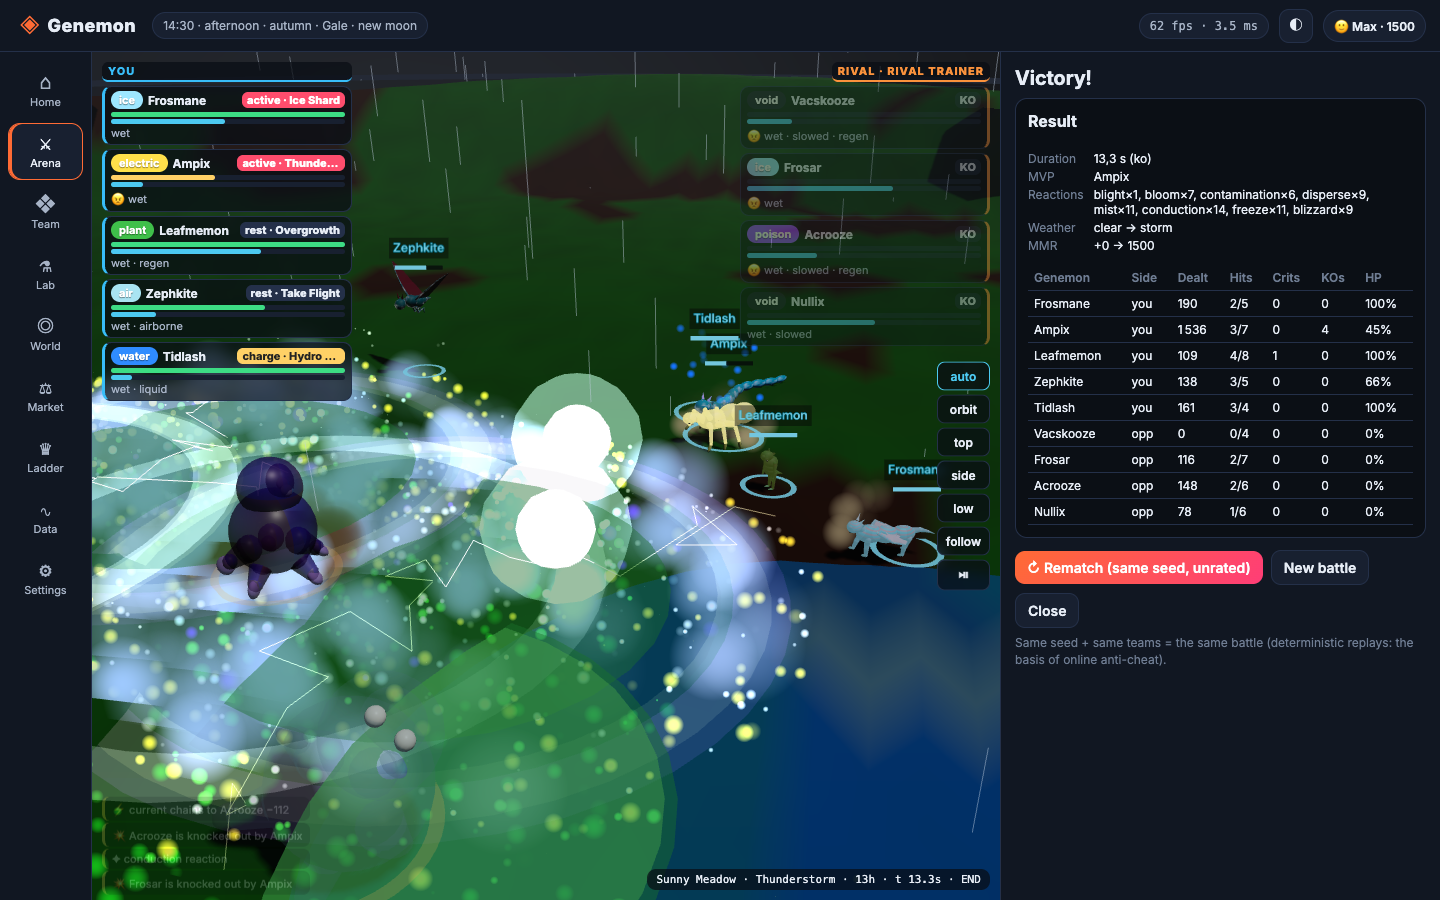 Genemon
14:30 · afternoon · autumn · Gale · new moon
62 fps · 3.5 ms
Max · 1500
Home
Arena
Team
Lab
World
Market
Ladder
Data
Settings
YOU
ice Frosmane active · Ice Shard
wet
electric Ampix active · Thunde...
wet
plant Leafmemon rest · Overgrowth
wet · regen
air Zephkite rest · Take Flight
wet · airborne
water Tidlash charge · Hydro ...
wet · liquid
RIVAL · RIVAL TRAINER
void Vacskooze KO
wet · slowed · regen
ice Frosar KO
wet
poison Acrooze KO
wet · slowed · regen
void Nullix KO
wet · slowed
Zephkite
Tidlash
Ampix
Leafmemon
Frosman
auto
orbit
top
side
low
follow
current chains to Acrooze −112
Acrooze is knocked out by Ampix
conduction reaction
Frosar is knocked out by Ampix
Sunny Meadow · Thunderstorm · 13h · t 13.3s · END
Victory!
Result
Duration 13,3 s (ko)
MVP Ampix
Reactions blight×1, bloom×7, contamination×6, disperse×9,
mist×11, conduction×14, freeze×11, blizzard×9
Weather clear → storm
MMR +0 → 1500
Genemon Side Dealt Hits Crits KOs HP
Frosmane you 190 2/5 0 0 100%
Ampix you 1 536 3/7 0 4 45%
Leafmemon you 109 4/8 1 0 100%
Zephkite you 138 3/5 0 0 66%
Tidlash you 161 3/4 0 0 100%
Vacskooze opp 0 0/4 0 0 0%
Frosar opp 116 2/7 0 0 0%
Acrooze opp 148 2/6 0 0 0%
Nullix opp 78 1/6 0 0 0%
↻ Rematch (same seed, unrated)
New battle
Close
Same seed + same teams = the same battle (deterministic replays: the
basis of online anti-cheat).